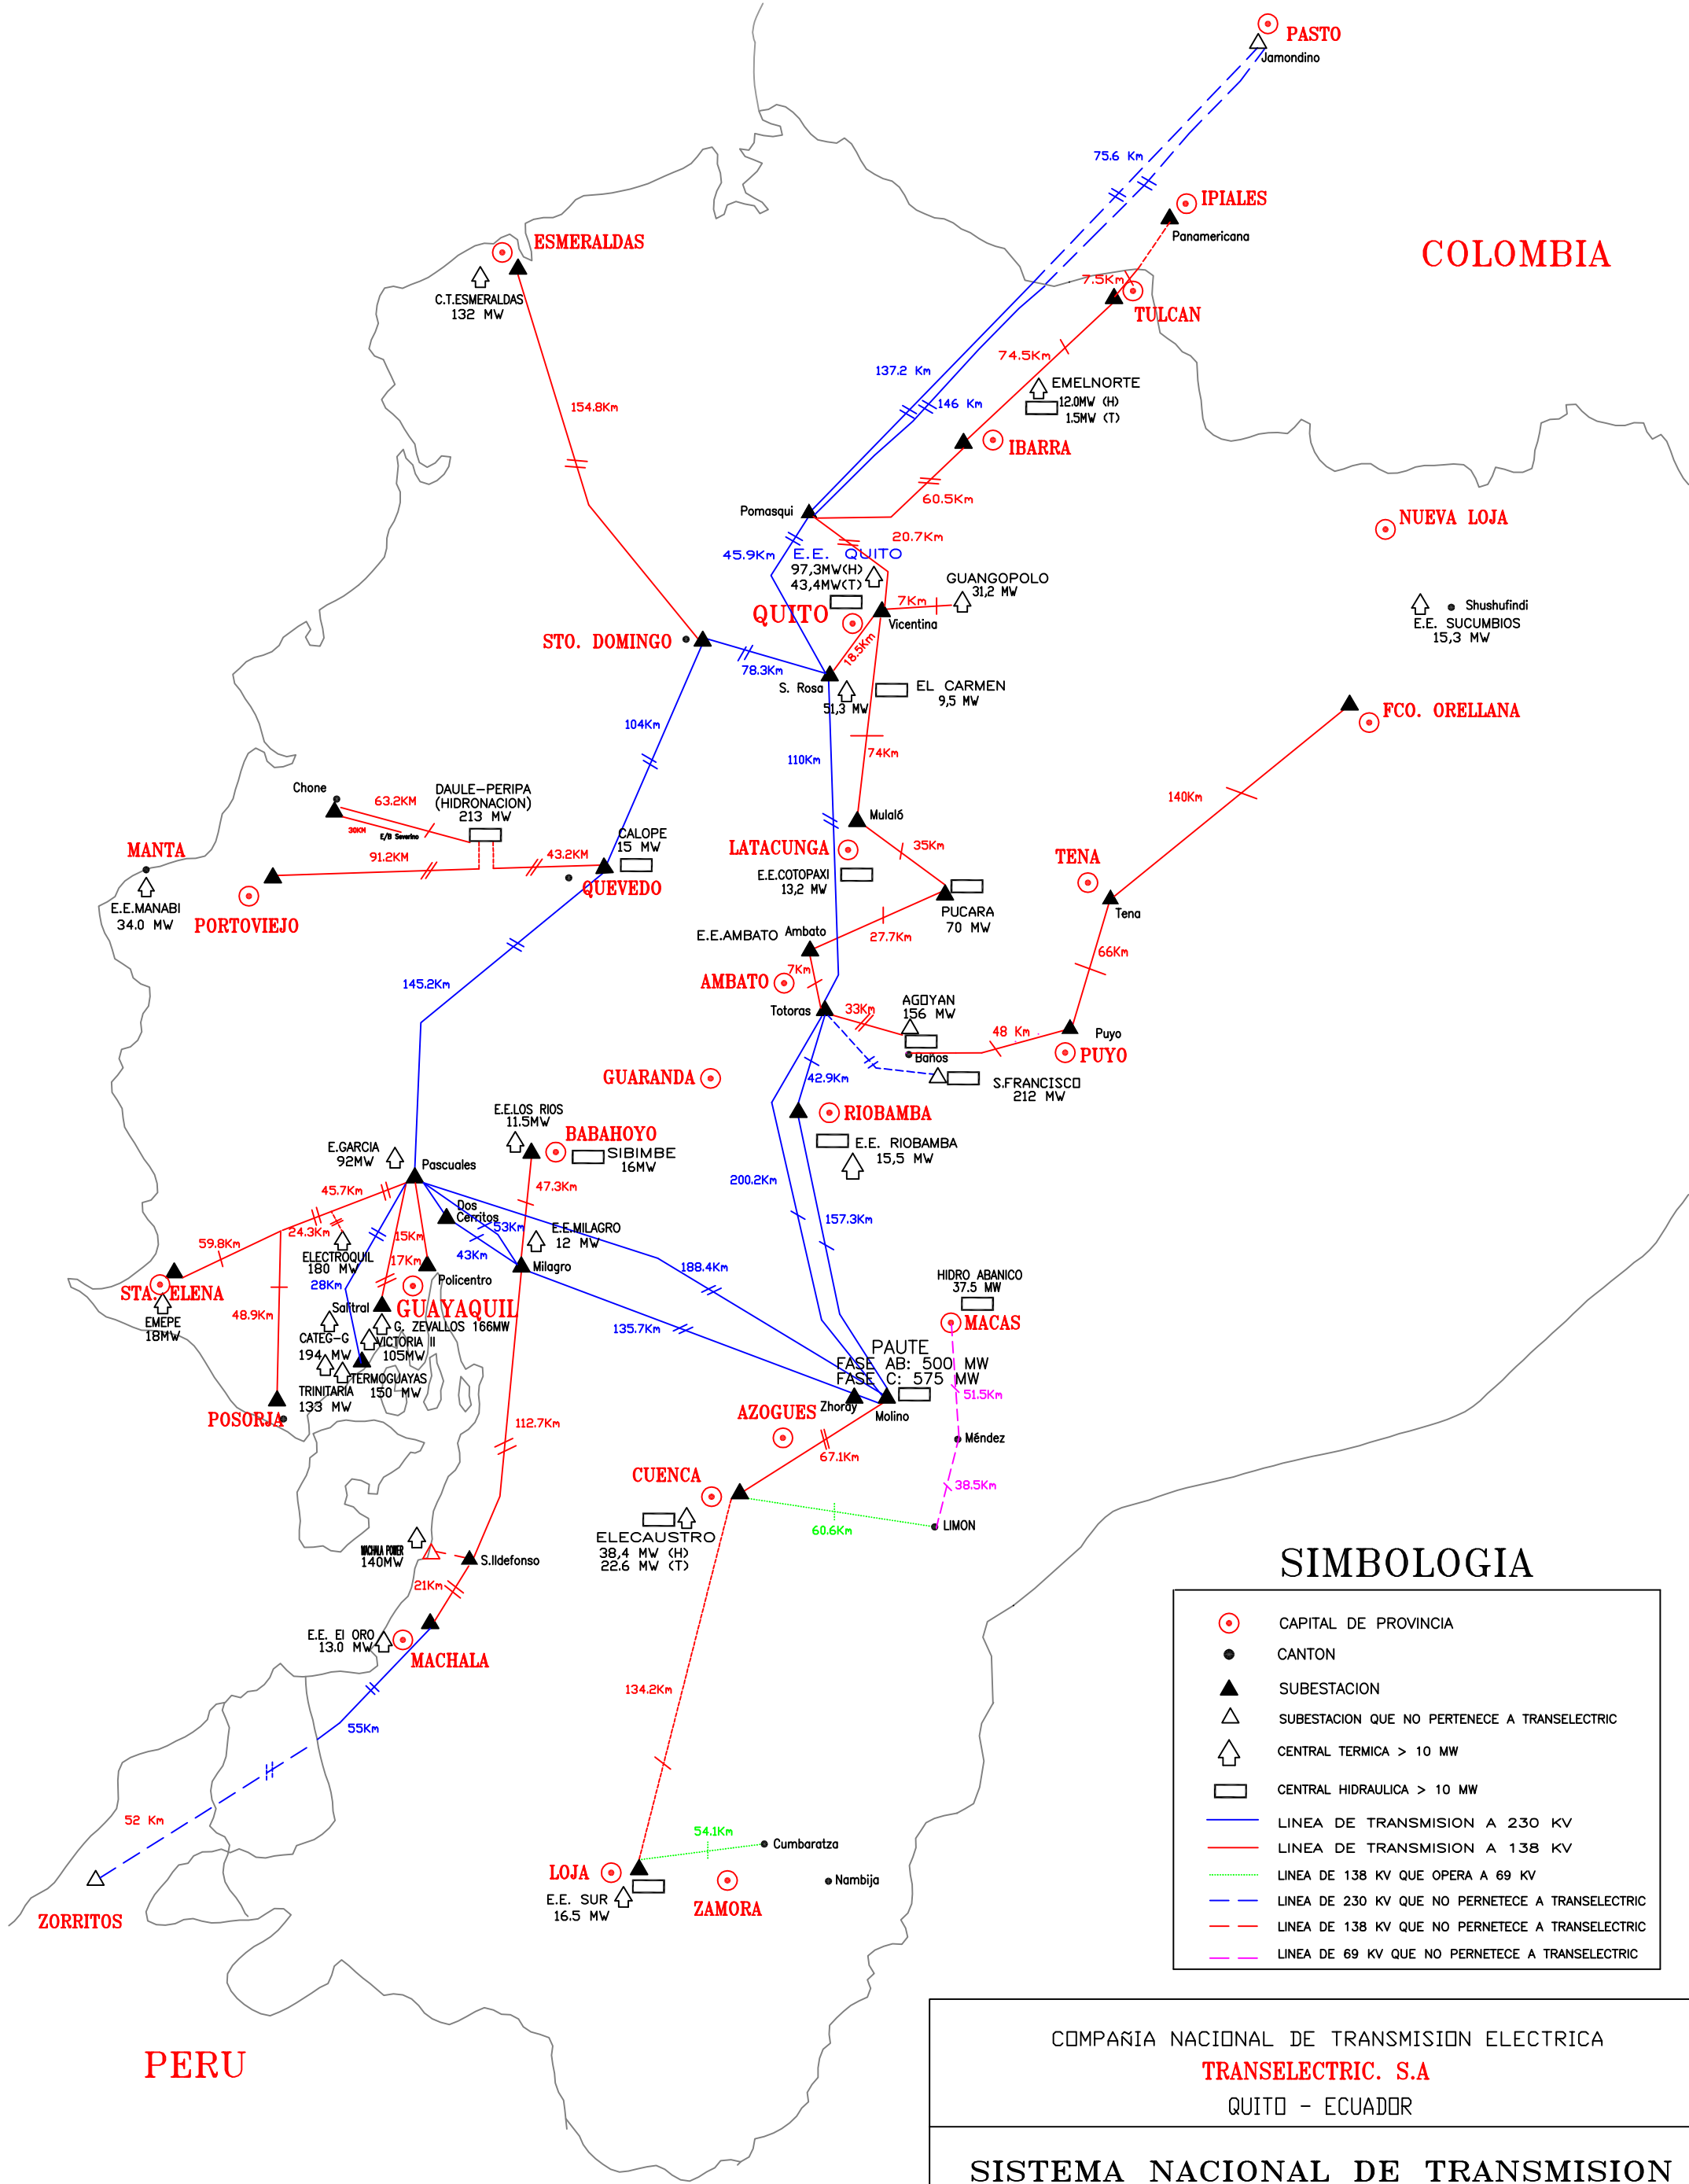 PASTO
Jamondino
75.6 Km
IPIALES
Panamericana
COLOMBIA
ESMERALDAS
C.T.ESMERALDAS
132 MW
7.5Km
TULCAN
74.5Km
137.2 Km
146 Km
EMELNORTE
12.0MW (H)
1.5MW (T)
154.8Km
IBARRA
60.5Km
Pomasqui
NUEVA LOJA
20.7Km
45.9Km
E.E. QUITO
97,3MW(H)
43,4MW(T)
GUANGOPOLO
31,2 MW
7Km
QUITO
Vicentina
Shushufindi
E.E. SUCUMBIOS
15,3 MW
STO. DOMINGO
78.3Km
18.5Km
S. Rosa
51,3 MW
EL CARMEN
9,5 MW
FCO. ORELLANA
104Km
110Km
74Km
140Km
Chone
63.2KM
30KM
E/B Severino
DAULE-PERIPA
(HIDRONACION)
213 MW
CALOPE
15 MW
Mulaló
LATACUNGA
35Km
MANTA
91.2KM
43.2KM
QUEVEDO
E.E.COTOPAXI
13,2 MW
TENA
Tena
E.E.MANABI
34.0 MW
PORTOVIEJO
PUCARA
70 MW
E.E.AMBATO
Ambato
27.7Km
66Km
145.2Km
AMBATO
7Km
Totoras
33Km
AGOYAN
156 MW
48 Km
Puyo
PUYO
Baños
GUARANDA
42.9Km
S.FRANCISCO
212 MW
RIOBAMBA
E.E.LOS RIOS
11.5MW
BABAHOYO
SIBIMBE
16MW
E.E. RIOBAMBA
15,5 MW
E.GARCIA
92MW
Pascuales
45.7Km
47.3Km
200.2Km
157.3Km
Dos
Cerritos
53Km
E.E.MILAGRO
12 MW
24.3Km
59.8Km
15Km
43Km
ELECTROQUIL
180 MW
17Km
Policentro
Milagro
188.4Km
28Km
STA. ELENA
EMEPE
18MW
48.9Km
Salitral
GUAYAQUIL
G. ZEVALLOS 166MW
135.7Km
HIDRO ABANICO
37.5 MW
MACAS
CATEG-G
194 MW
VICTORIA II
105MW
PAUTE
FASE AB: 500 MW
FASE C: 575 MW
TERMOGUAYAS
150 MW
TRINITARIA
133 MW
POSORJA
Zhoray
Molino
51.5Km
112.7Km
AZOGUES
67.1Km
Méndez
CUENCA
38.5Km
60.6Km
LIMON
ELECAUSTRO
38,4 MW (H)
22.6 MW (T)
MACHALA POWER
140MW
S.Ildefonso
21Km
E.E. El ORO
13.0 MW
MACHALA
134.2Km
55Km
52 Km
54.1Km
Cumbaratza
LOJA
Nambija
E.E. SUR
16.5 MW
ZAMORA
ZORRITOS
PERU
SIMBOLOGIA
CAPITAL DE PROVINCIA
CANTON
SUBESTACION
SUBESTACION QUE NO PERTENECE A TRANSELECTRIC
CENTRAL TERMICA > 10 MW
CENTRAL HIDRAULICA > 10 MW
LINEA DE TRANSMISION A 230 KV
LINEA DE TRANSMISION A 138 KV
LINEA DE 138 KV QUE OPERA A 69 KV
LINEA DE 230 KV QUE NO PERNETECE A TRANSELECTRIC
LINEA DE 138 KV QUE NO PERNETECE A TRANSELECTRIC
LINEA DE 69 KV QUE NO PERNETECE A TRANSELECTRIC
COMPAÑIA NACIONAL DE TRANSMISION ELECTRICA
TRANSELECTRIC. S.A
QUITO - ECUADOR
SISTEMA NACIONAL DE TRANSMISION